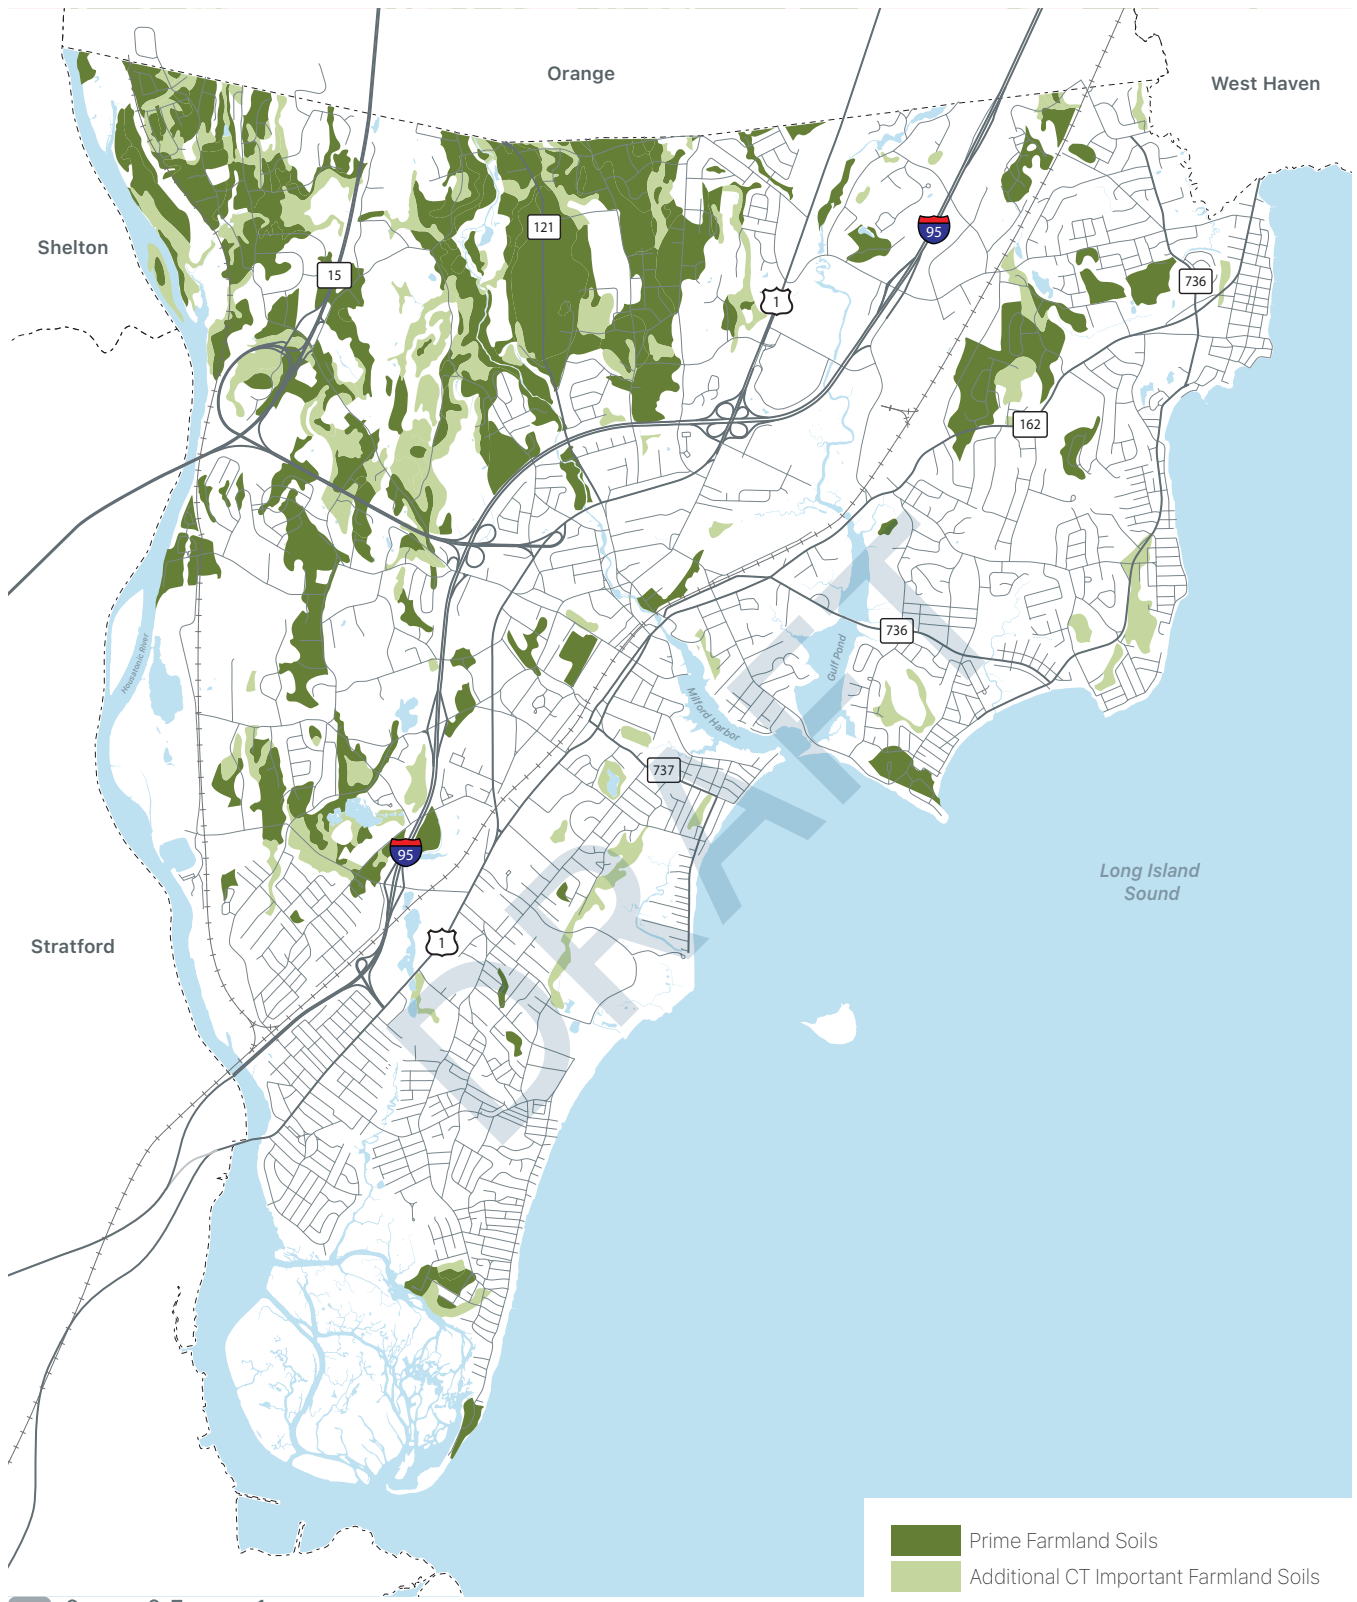 Orange
West Haven
Shelton
121
15
95
1
736
162
Housatonic River
736
Gulf Pond
Milford Harbor
737
95
Long Island
Sound
Stratford
1
DRAFT
Prime Farmland Soils
Additional CT Important Farmland Soils